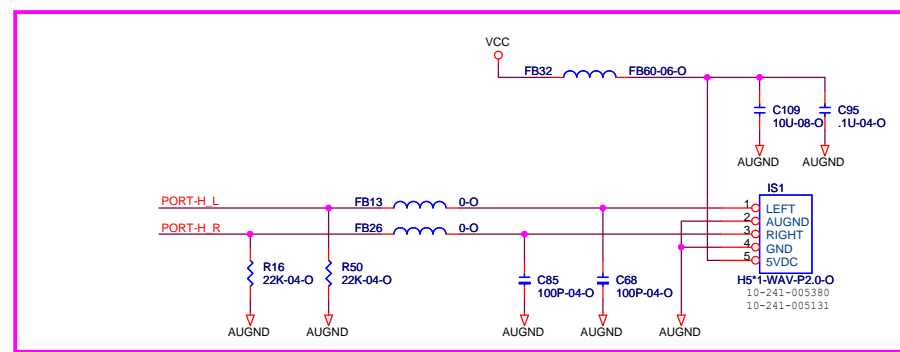 VCC
FB32 FB60-06-O
C109 C95
10U-08-O .1U-04-O
AUGND AUGND
IS1
PORT-H_L FB13 0-O 1 LEFT
2 AUGND
PORT-H_R FB26 0-O 3 RIGHT
4 GND
5 5VDC
R16 R50 C85 C68 H5*1-WAV-P2.0-O
22K-04-O 22K-04-O 100P-04-O 100P-04-O 10-241-005380
10-241-005131
AUGND AUGND AUGND AUGND AUGND